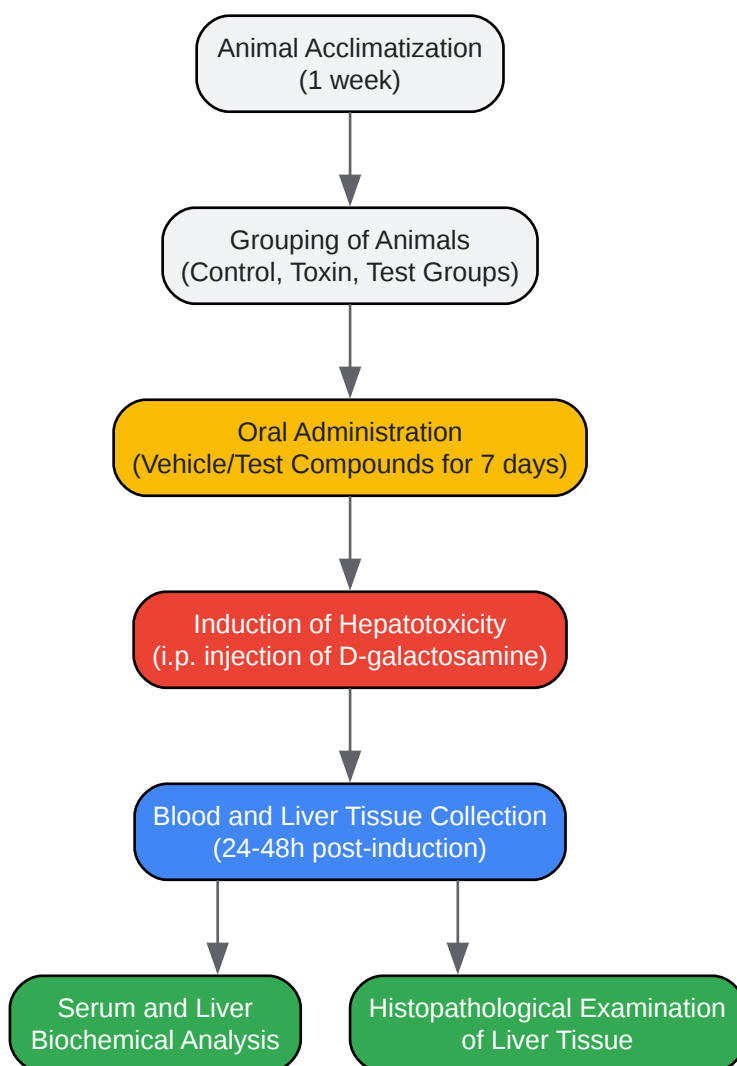 Animal Acclimatization
(1 week)
Grouping of Animals
(Control, Toxin, Test Groups)
Oral Administration
(Vehicle/Test Compounds for 7 days)
Induction of Hepatotoxicity
(i.p. injection of D-galactosamine)
Blood and Liver Tissue Collection
(24-48h post-induction)
Serum and Liver
Biochemical Analysis
Histopathological Examination
of Liver Tissue